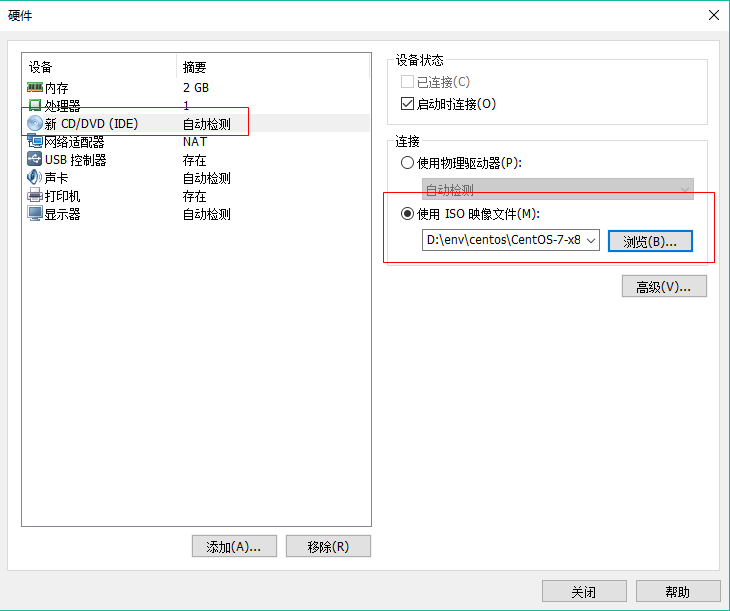 硬件
设备 摘要
内存 2 GB
处理器 1
新 CD/DVD (IDE) 自动检测
网络适配器 NAT
USB 控制器 存在
声卡 自动检测
打印机 存在
显示器 自动检测
添加(A)... 移除(R)
设备状态
已连接(C)
启动时连接(O)
连接
使用物理驱动器(P):
自动检测
使用 ISO 映像文件(M):
D:\env\centos\CentOS-7-x8 浏览(B)...
高级(V)...
关闭 帮助